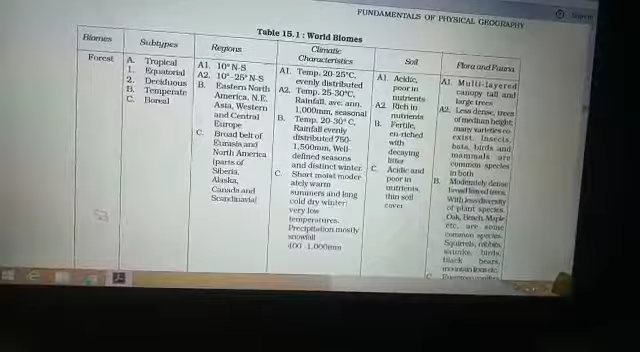 FUNDAMENTALS OF PHYSICAL GEOGRAPHY
Table 15.1 : World Biomes
Biomes
Subtypes
Regions
Climatic
Characteristics
Soil
Flora and Fauna
Forest
A. Tropical
1. Equatorial
2. Deciduous
B. Temperate
C. Boreal
A1. 10° N-S
A2. 10° -25° N-S
B. Eastern North
America, N.E.
Asia, Western
and Central
Europe
C. Broad belt of
Eurasia and
North America
(parts of
Siberia,
Alaska,
Canada and
Scandinavia)
A1. Temp. 20-25°C,
evenly distributed
A2. Temp. 25-30°C,
Rainfall, ave. ann.
1,000mm, seasonal
B. Temp. 20-30° C,
Rainfall evenly
distributed 750-
1,500mm, Well-
defined seasons
and distinct winter.
C. Short moist moder
ately warm
summers and long
cold dry winter;
very low
temperatures.
Precipitation mostly
snowfall
400 -1,000mm
A1. Acidic,
poor in
nutrients
A2. Rich in
nutrients
B. Fertile,
en-riched
with
decaying
litter
C. Acidic and
poor in
nutrients,
thin soil
cover
A1. Multi-layered
canopy tall and
large trees
A2. Less dense, trees
of medium height;
many varieties co-
exist. Insects,
bats, birds and
mammals are
common species
in both
B. Moderately dense
broad leaved trees.
With less diversity
of plant species.
Oak, Beach, Maple
etc. are some
common species.
Squirrels, rabbits,
skunks, birds,
black bears,
mountain lions etc.
C. Evergreen conifers